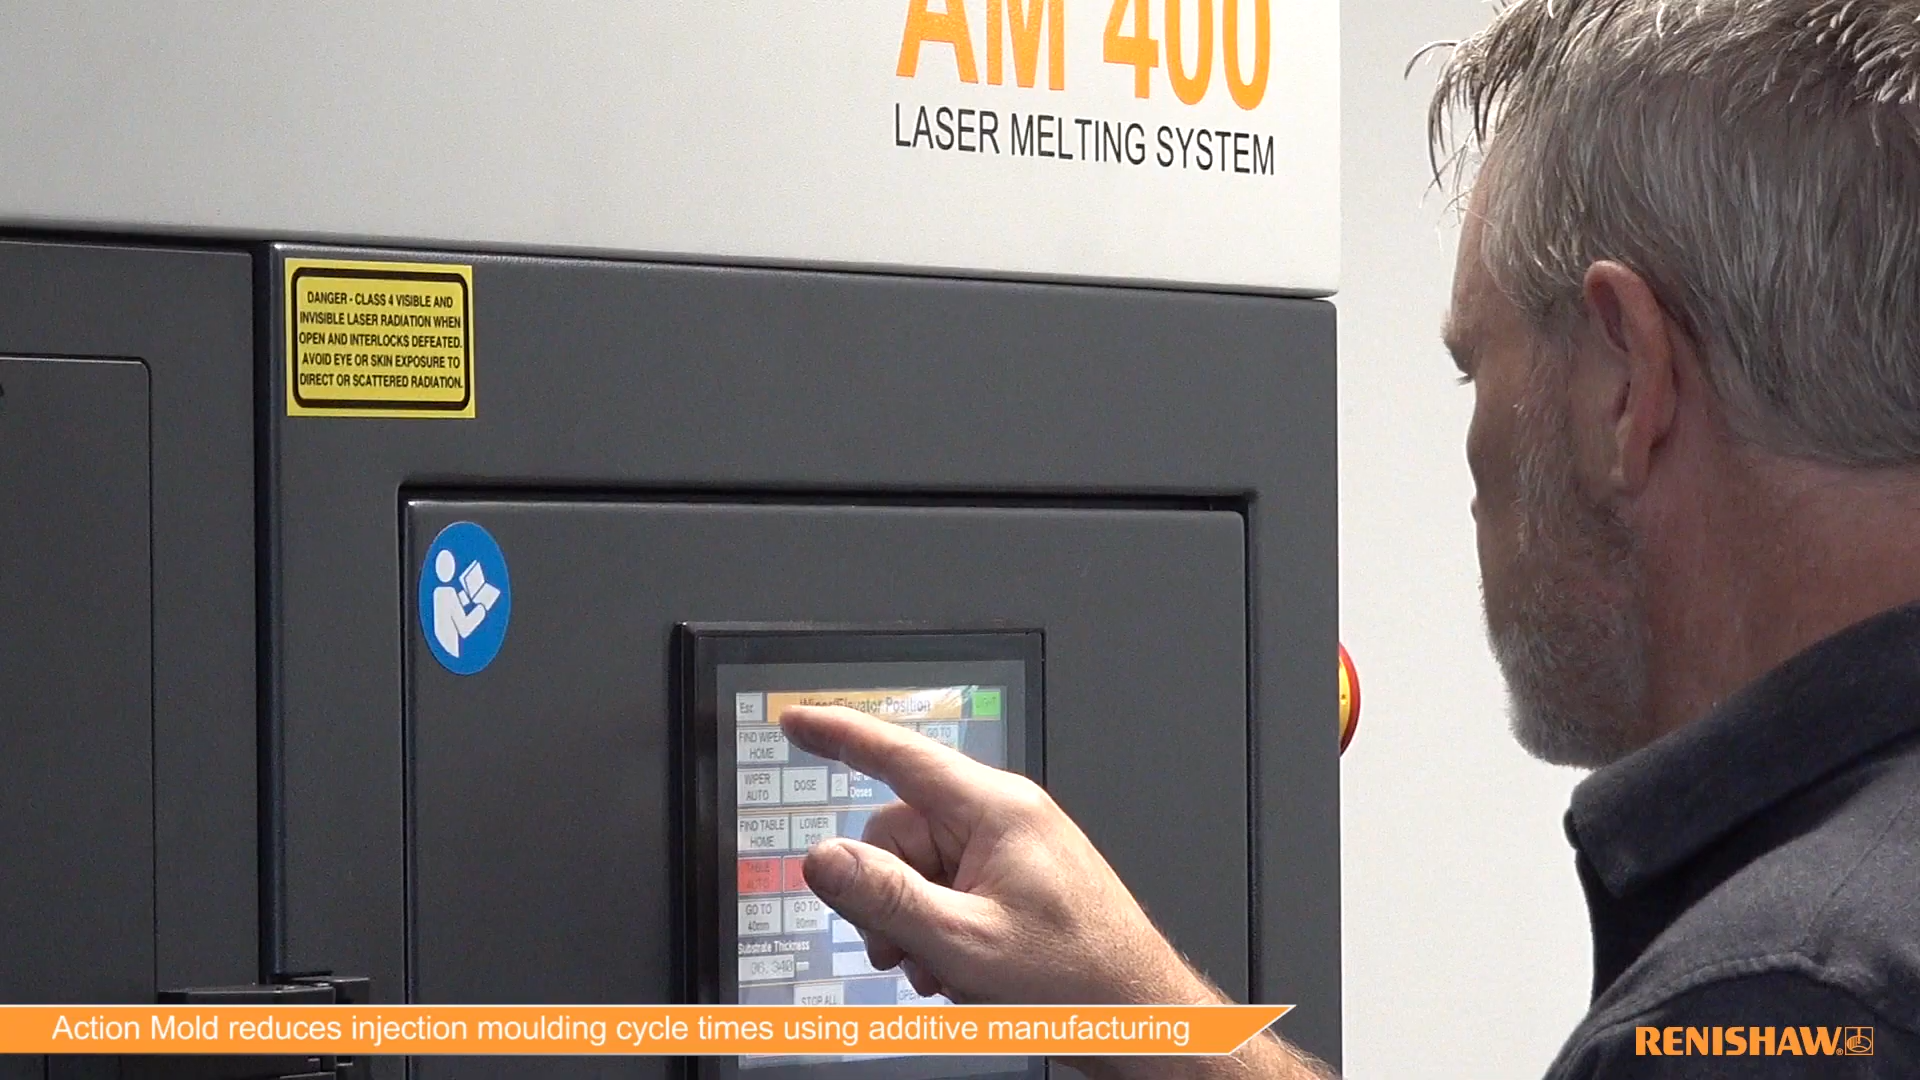 AM 400
LASER MELTING SYSTEM
DANGER - CLASS 4 VISIBLE AND
INVISIBLE LASER RADIATION WHEN
OPEN AND INTERLOCKS DEFEATED.
AVOID EYE OR SKIN EXPOSURE TO
DIRECT OR SCATTERED RADIATION.
Esc
Wiper/Elevator Position
LIGHT
FIND WIPER
HOME
GO TO
WIPER
AUTO
DOSE
Doses
FIND TABLE
HOME
LOWER
POS
TABLE
AUTO
GO TO
40mm
GO TO
80mm
Substrate Thickness
STOP ALL
Action Mold reduces injection moulding cycle times using additive manufacturing
RENISHAW